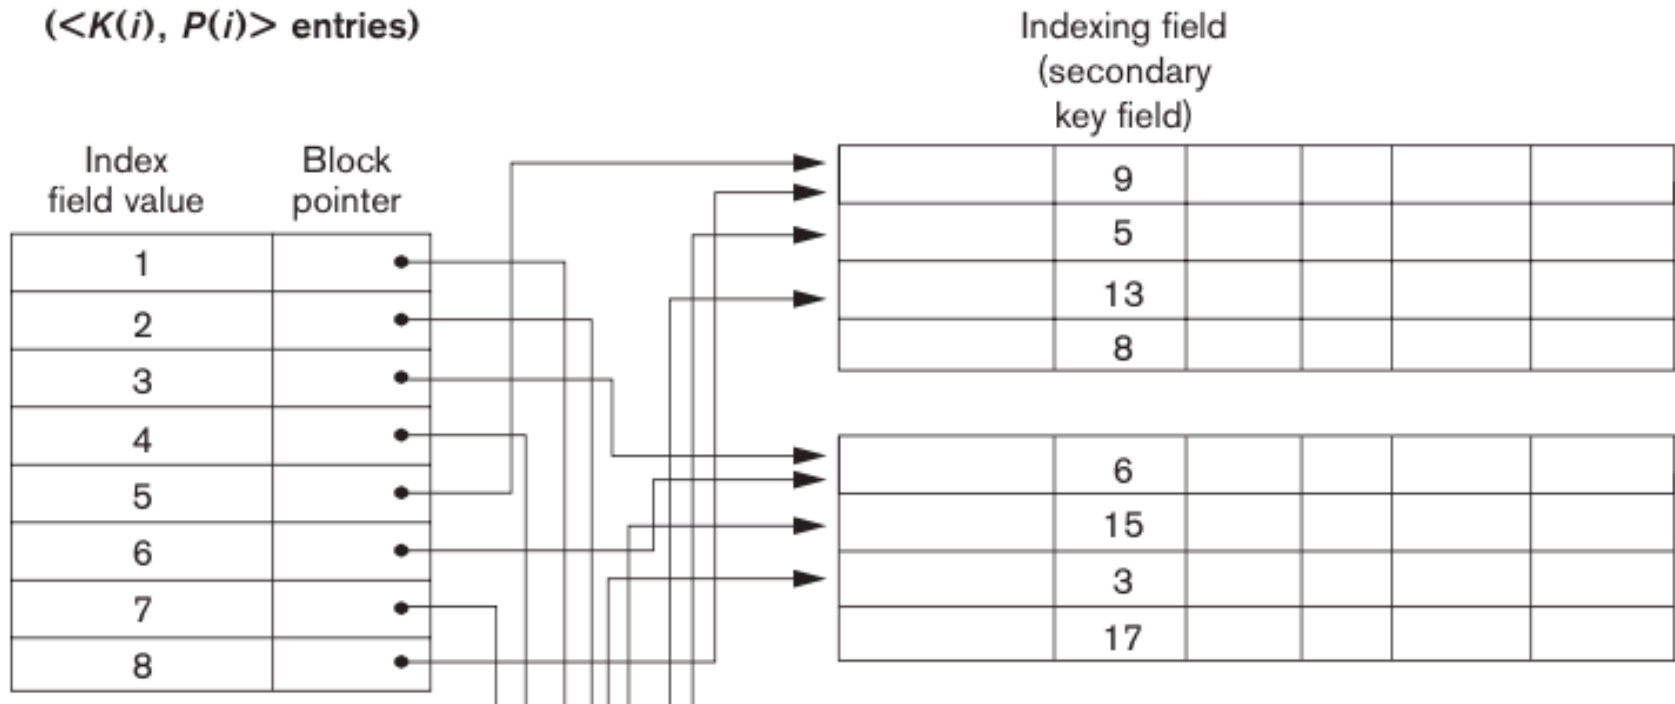 (<K(i), P(i)> entries)
Indexing field
(secondary
key field)
Index
field value
Block
pointer
1
2
3
4
5
6
7
8
9
5
13
8
6
15
3
17